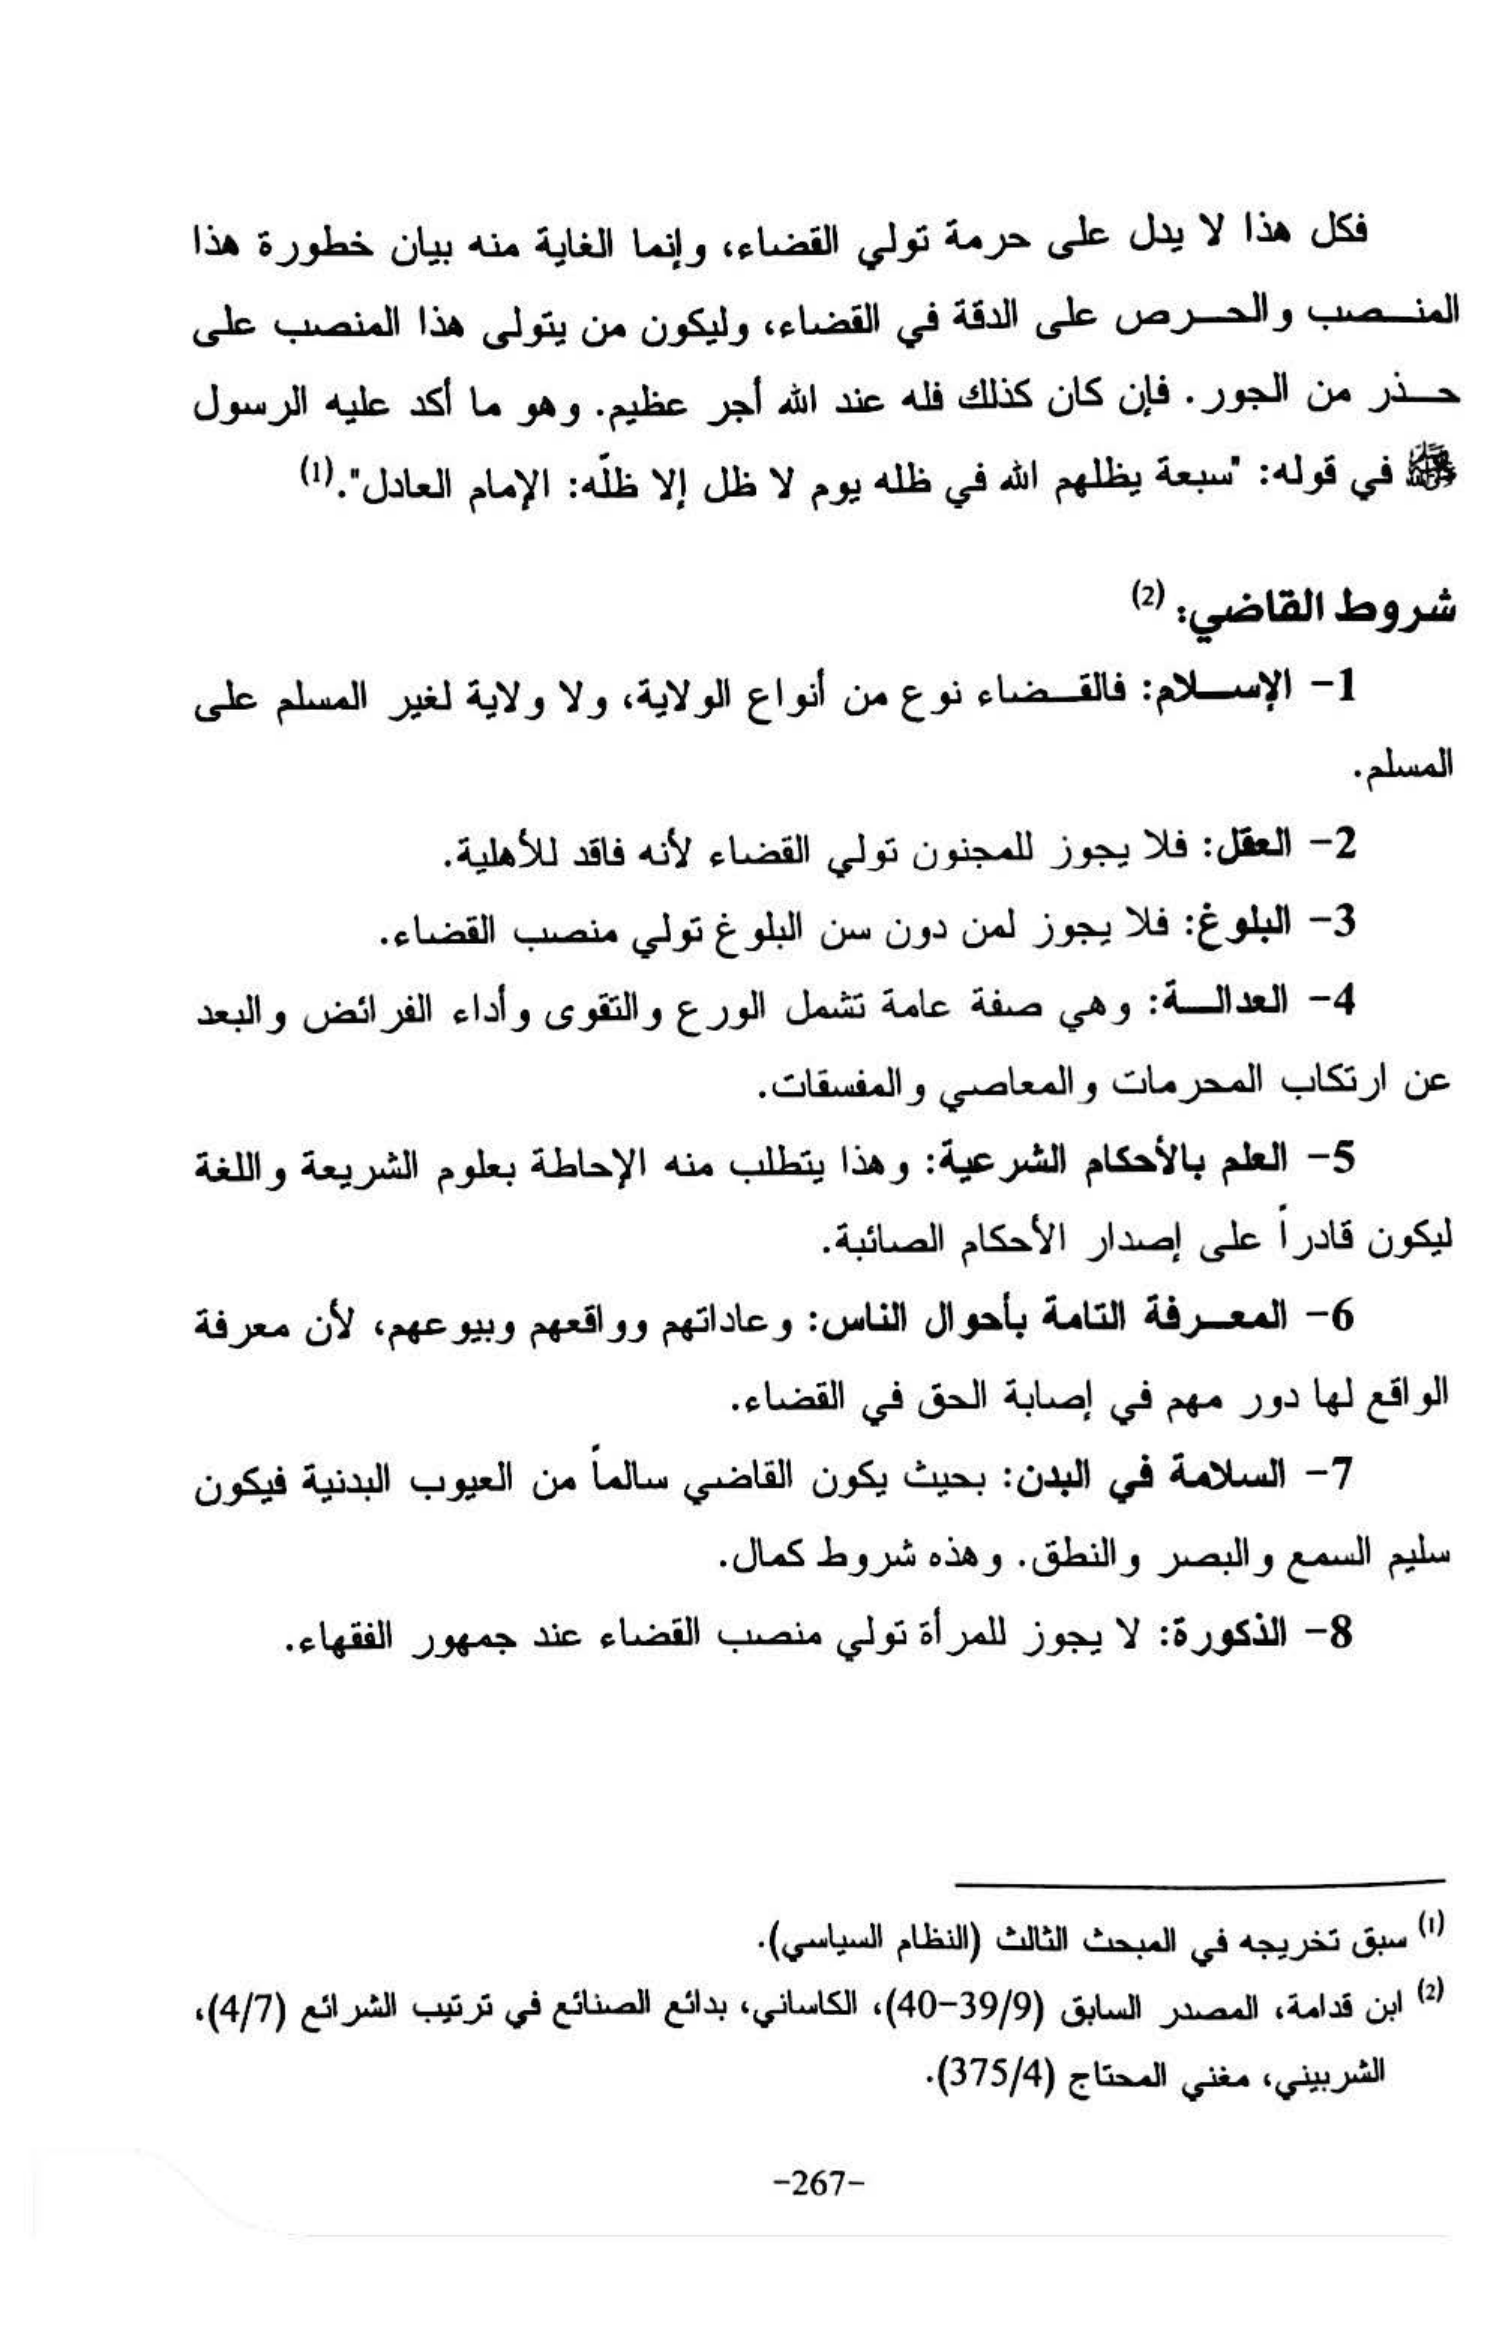 فكل هذا لا يدل على حرمة تولي القضاء، وإنما الغاية منه بيان خطورة هذا
المنصب والحرص على الدقة في القضاء، وليكون من يتولى هذا المنصب على
حذر من الجور. فإن كان كذلك فله عند الله أجر عظيم. وهو ما أكد عليه الرسول
ﷺ في قوله: "سبعة يظلهم الله في ظله يوم لا ظل إلا ظلّه: الإمام العادل".(1)
شروط القاضي: (2)
1- الإسلام: فالقضاء نوع من أنواع الولاية، ولا ولاية لغير المسلم على
المسلم.
2- العقل: فلا يجوز للمجنون تولي القضاء لأنه فاقد للأهلية.
3- البلوغ: فلا يجوز لمن دون سن البلوغ تولي منصب القضاء.
4- العدالة: وهي صفة عامة تشمل الورع والتقوى وأداء الفرائض والبعد
عن ارتكاب المحرمات والمعاصي والمفسقات.
5- العلم بالأحكام الشرعية: وهذا يتطلب منه الإحاطة بعلوم الشريعة واللغة
ليكون قادراً على إصدار الأحكام الصائبة.
6- المعرفة التامة بأحوال الناس: وعاداتهم وواقعهم وبيوعهم، لأن معرفة
الواقع لها دور مهم في إصابة الحق في القضاء.
7- السلامة في البدن: بحيث يكون القاضي سالماً من العيوب البدنية فيكون
سليم السمع والبصر والنطق. وهذه شروط كمال.
8- الذكورة: لا يجوز للمرأة تولي منصب القضاء عند جمهور الفقهاء.
(1) سبق تخريجه في المبحث الثالث (النظام السياسي).
(2) ابن قدامة، المصدر السابق (39/9-40)، الكاساني، بدائع الصنائع في ترتيب الشرائع (4/7)،
الشربيني، مغني المحتاج (375/4).
-267-